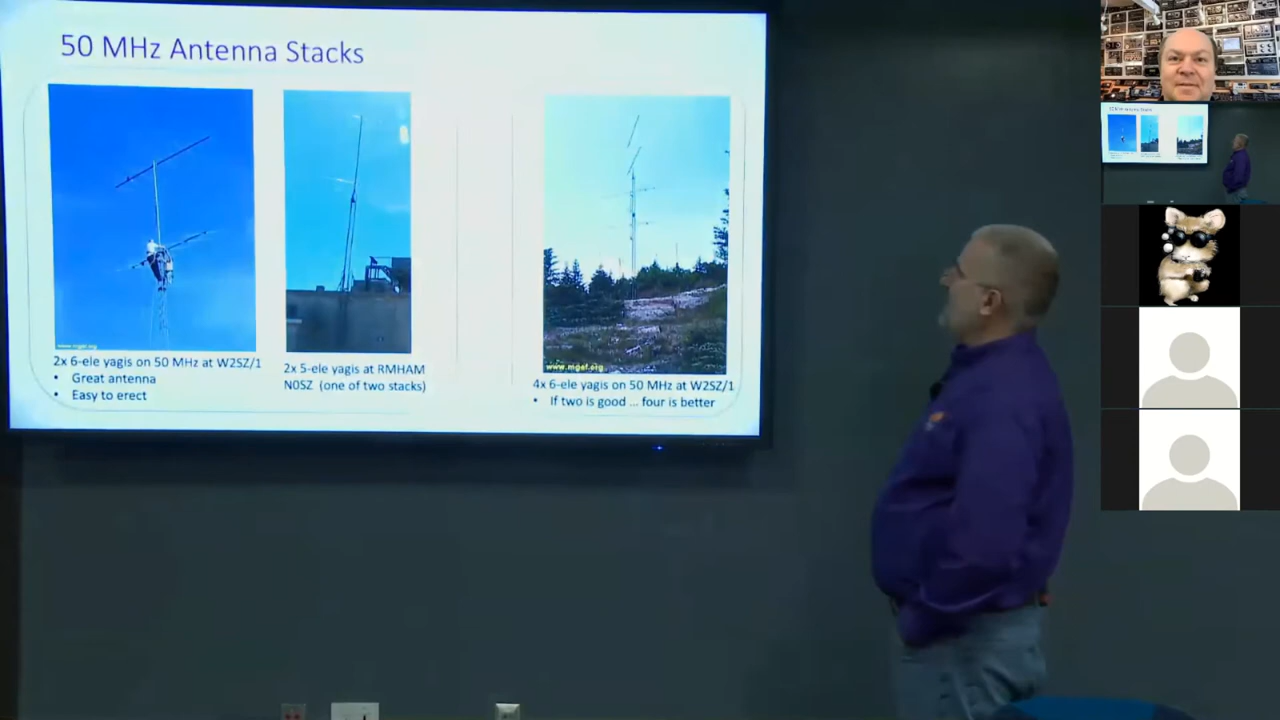 50 MHz Antenna Stacks
www.mgef.org
2x 6-ele yagis on 50 MHz at W2SZ/1
• Great antenna
• Easy to erect
2x 5-ele yagis at RMHAM
N0SZ (one of two stacks)
www.mgef.org
4x 6-ele yagis on 50 MHz at W2SZ/1
• If two is good ... four is better